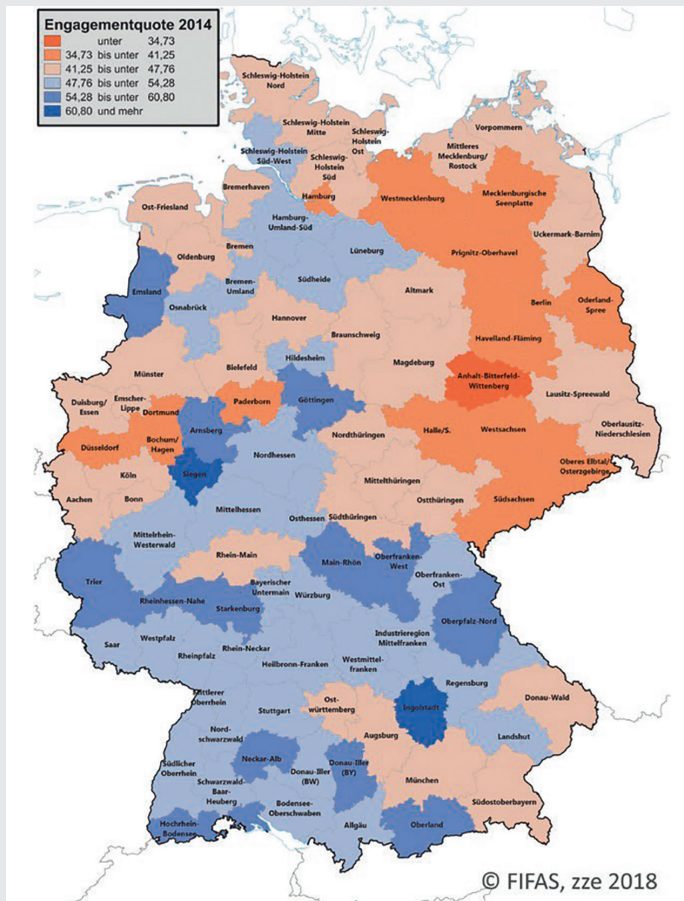 Engagementquote 2014
unter 34,73
34,73 bis unter 41,25
41,25 bis unter 47,76
47,76 bis unter 54,28
54,28 bis unter 60,80
60,80 und mehr
Schleswig-Holstein
Nord
Schleswig-Holstein
Mitte
Schleswig-
Holstein
Ost
Schleswig-Holstein
Süd-West
Schleswig-
Holstein
Süd
Vorpommern
Mittleres
Mecklenburg/
Rostock
Bremerhaven
Hamburg
Westmecklenburg
Mecklenburgische
Seenplatte
Ost-Friesland
Hamburg-
Umland-Süd
Uckermark-Barnim
Bremen
Oldenburg
Lüneburg
Prignitz-Oberhavel
Emsland
Bremen-
Umland
Südheide
Altmark
Osnabrück
Berlin
Oderland-
Spree
Hannover
Braunschweig
Havelland-Fläming
Hildesheim
Magdeburg
Münster
Bielefeld
Anhalt-Bitterfeld-
Wittenberg
Lausitz-Spreewald
Duisburg/
Essen
Emscher-
Lippe
Dortmund
Paderborn
Göttingen
Düsseldorf
Bochum/
Hagen
Arnsberg
Nordthüringen
Halle/S.
Westsachsen
Oberlausitz-
Niederschlesien
Nordhessen
Siegen
Köln
Oberes Elbtal/
Osterzgebirge
Aachen
Bonn
Mittelthüringen
Ostthüringen
Südsachsen
Mittelhessen
Osthessen
Südthüringen
Mittelrhein-
Westerwald
Rhein-Main
Main-Rhön
Oberfranken-
West
Oberfranken-
Ost
Trier
Bayerischer
Untermain
Würzburg
Rheinhessen-Nahe
Starkenburg
Oberpfalz-Nord
Saar
Westpfalz
Rheinpfalz
Rhein-Neckar
Industrieregion
Mittelfranken
Heilbronn-Franken
Westmittel-
franken
Regensburg
Mittlerer
Oberrhein
Ost-
württemberg
Ingolstadt
Donau-Wald
Stuttgart
Augsburg
Landshut
Nord-
schwarzwald
Südlicher
Oberrhein
Neckar-Alb
Donau-Iller
(BW)
Donau-Iller
(BY)
München
Schwarzwald-
Baar-
Heuberg
Bodensee-
Oberschwaben
Südostoberbayern
Hochrhein-
Bodensee
Allgäu
Oberland
© FIFAS, zze 2018